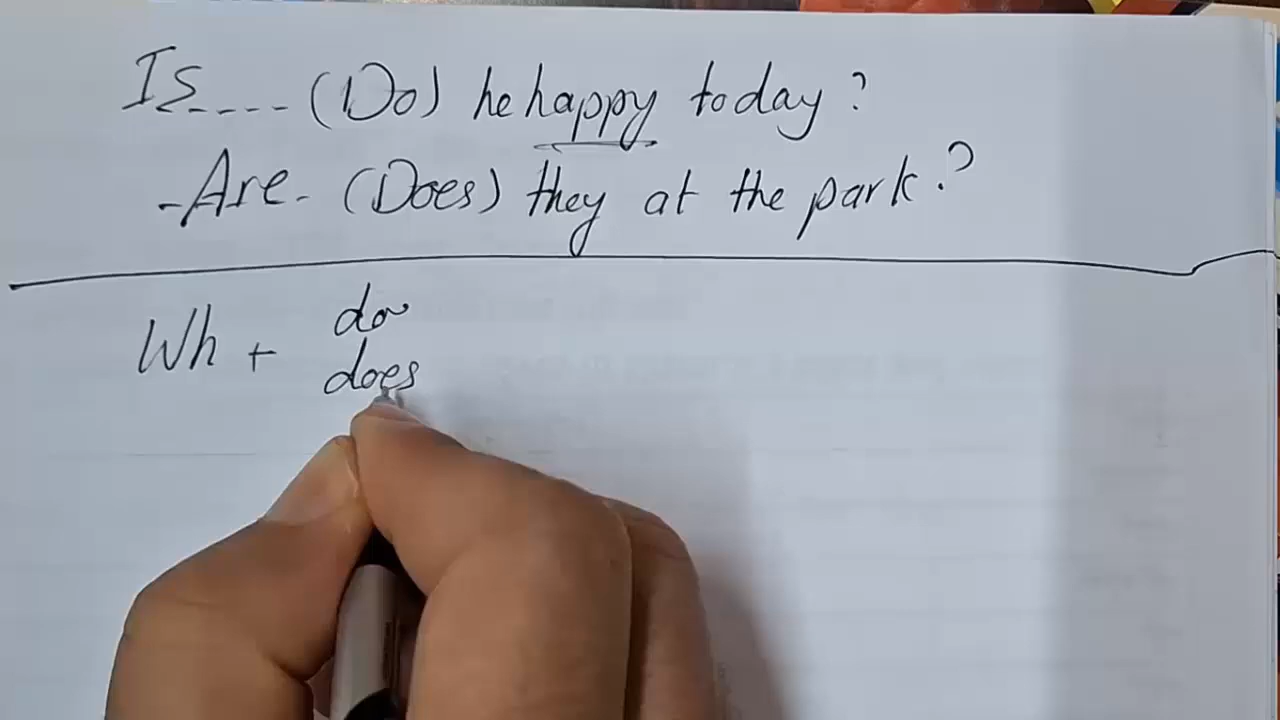 Is---- (Do) he happy today?
-Are- (Does) they at the park.?
Wh + do
does